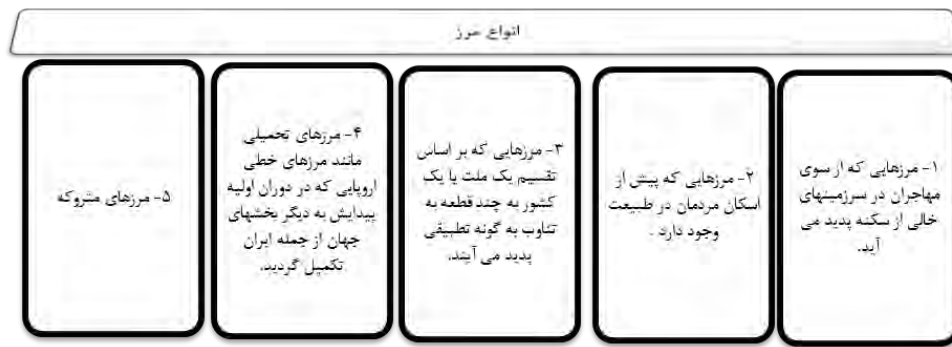 انواع مرز
۱- مرزهایی که از سوی
مهاجران در سرزمینهای
خالی از سکنه پدید می
آید.
۲- مرزهایی که پیش از
اسکان مردمان در طبیعت
وجود دارد .
۳- مرزهایی که بر اساس
تقسیم یک ملت یا یک
کشور به چند قطعه به
تناوب به گونه تطبیقی
پدید می آیند.
۴- مرزهای تحمیلی
مانند مرزهای خطی
اروپایی که در دوران اولیه
پیدایش به دیگر بخشهای
جهان از جمله ایران
تکمیل گردید.
۵- مرزهای متروکه